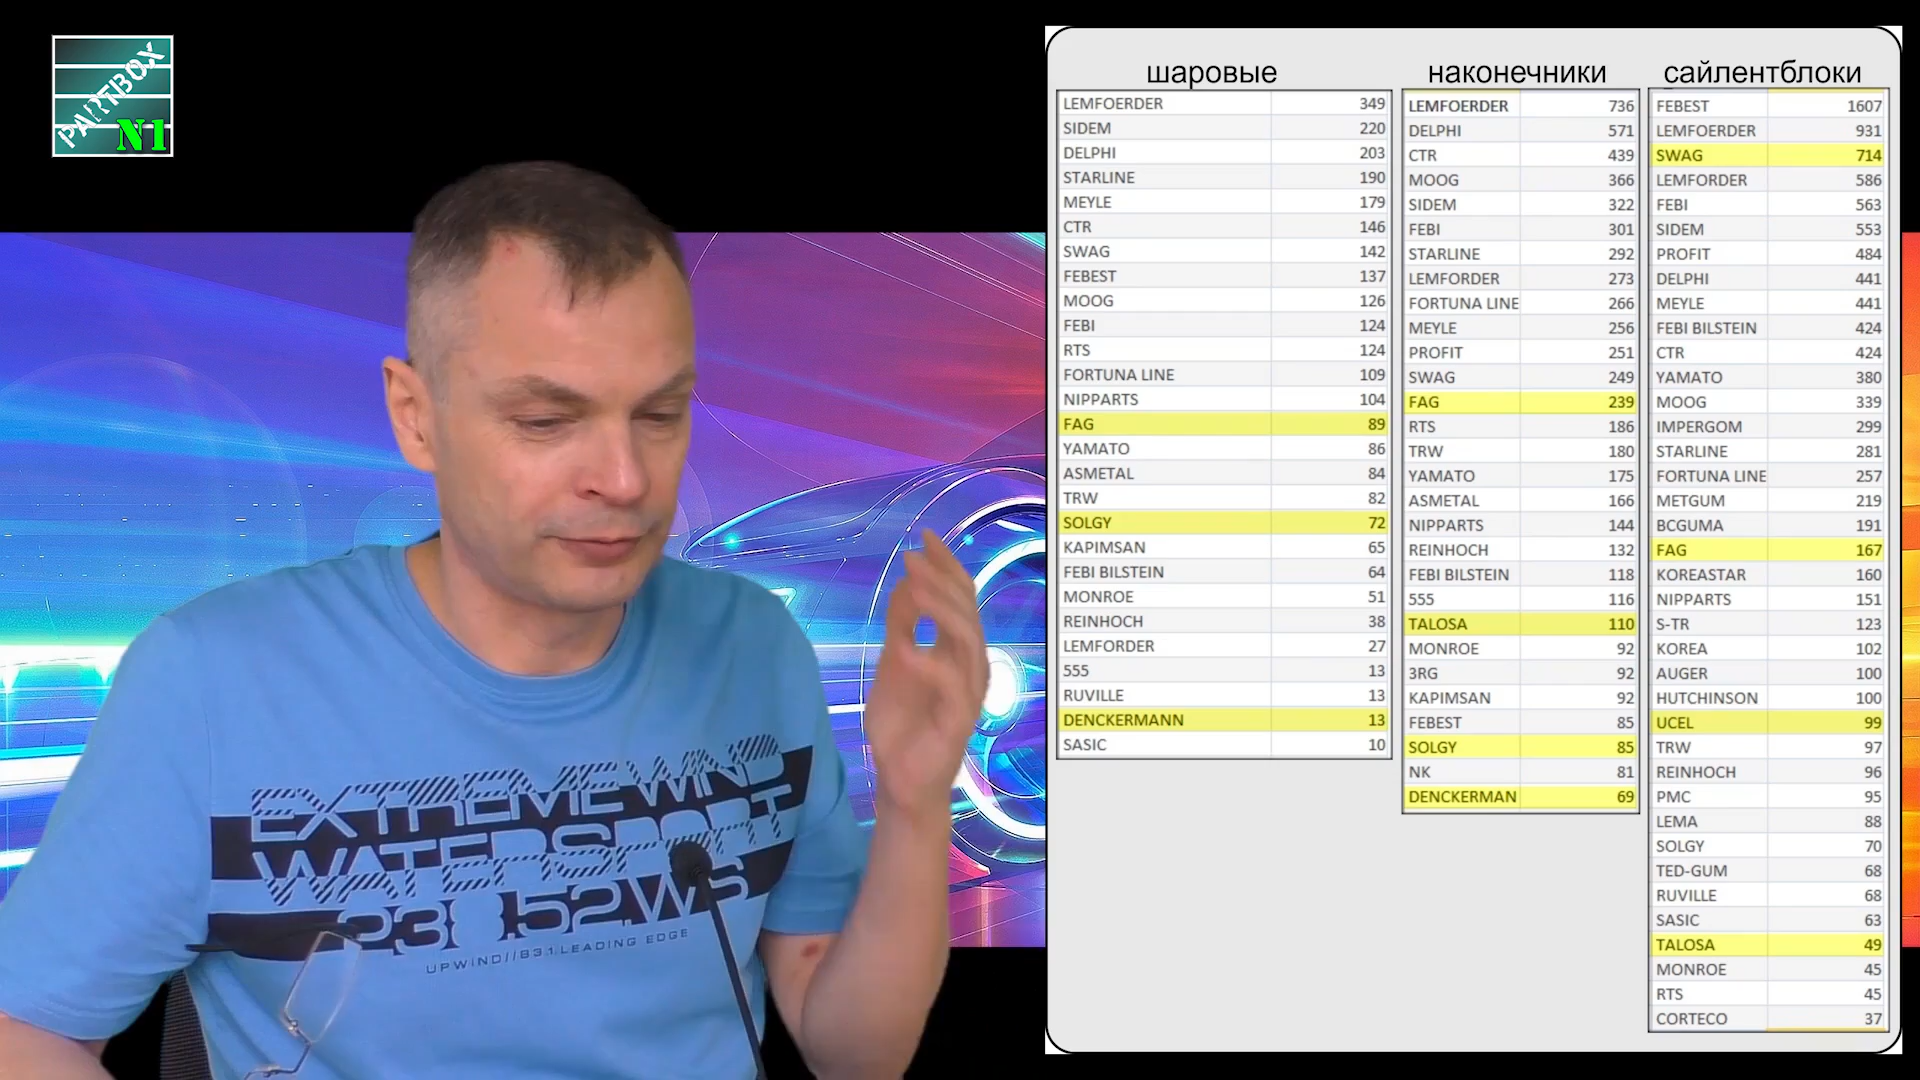 PARTBOX
N1
EXTREMEWIND
WATERSPORT
UPWIND//B31.LEADING EDGE
шаровые
LEMFOERDER 349
SIDEM 220
DELPHI 203
STARLINE 190
MEYLE 179
CTR 146
SWAG 142
FEBEST 137
MOOG 126
FEBI 124
RTS 124
FORTUNA LINE 109
NIPPARTS 104
FAG 89
YAMATO 86
ASMETAL 84
TRW 82
SOLGY 72
KAPIMSAN 65
FEBI BILSTEIN 64
MONROE 51
REINHOCH 38
LEMFORDER 27
555 13
RUVILLE 13
DENCKERMANN 13
SASIC 10
наконечники
LEMFOERDER 736
DELPHI 571
CTR 439
MOOG 366
SIDEM 322
FEBI 301
STARLINE 292
LEMFORDER 273
FORTUNA LINE 266
MEYLE 256
PROFIT 251
SWAG 249
FAG 239
RTS 186
TRW 180
YAMATO 175
ASMETAL 166
NIPPARTS 144
REINHOCH 132
FEBI BILSTEIN 118
555 116
TALOSA 110
MONROE 92
3RG 92
KAPIMSAN 92
FEBEST 85
SOLGY 85
NK 81
DENCKERMAN 69
сайлентблоки
FEBEST 1607
LEMFOERDER 931
SWAG 714
LEMFORDER 586
FEBI 563
SIDEM 553
PROFIT 484
DELPHI 441
MEYLE 441
FEBI BILSTEIN 424
CTR 424
YAMATO 380
MOOG 339
IMPERGOM 299
STARLINE 281
FORTUNA LINE 257
METGUM 219
BCGUMA 191
FAG 167
KOREASTAR 160
NIPPARTS 151
S-TR 123
KOREA 102
AUGER 100
HUTCHINSON 100
UCEL 99
TRW 97
REINHOCH 96
PMC 95
LEMA 88
SOLGY 70
TED-GUM 68
RUVILLE 68
SASIC 63
TALOSA 49
MONROE 45
RTS 45
CORTECO 37